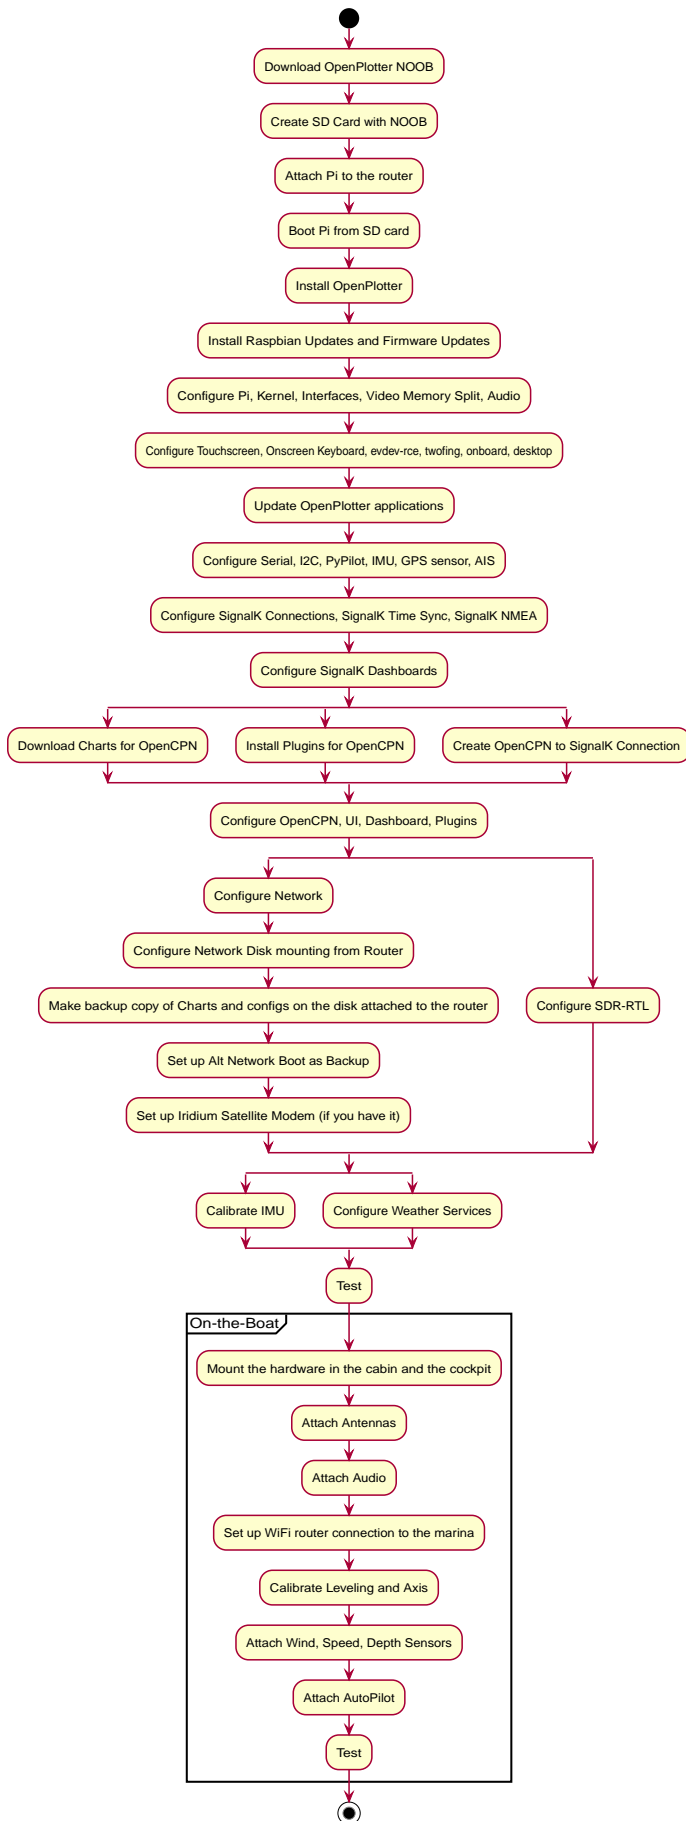 Download OpenPlotter NOOB
Create SD Card with NOOB
Attach Pi to the router
Boot Pi from SD card
Install OpenPlotter
Install Raspbian Updates and Firmware Updates
Configure Pi, Kernel, Interfaces, Video Memory Split, Audio
Configure Touchscreen, Onscreen Keyboard, evdev-rce, twofing, onboard, desktop
Update OpenPlotter applications
Configure Serial, I2C, PyPilot, IMU, GPS sensor, AIS
Configure SignalK Connections, SignalK Time Sync, SignalK NMEA
Configure SignalK Dashboards
Download Charts for OpenCPN
Install Plugins for OpenCPN
Create OpenCPN to SignalK Connection
Configure OpenCPN, UI, Dashboard, Plugins
Configure Network
Configure Network Disk mounting from Router
Make backup copy of Charts and configs on the disk attached to the router
Configure SDR-RTL
Set up Alt Network Boot as Backup
Set up Iridium Satellite Modem (if you have it)
Calibrate IMU
Configure Weather Services
Test
On-the-Boat
Mount the hardware in the cabin and the cockpit
Attach Antennas
Attach Audio
Set up WiFi router connection to the marina
Calibrate Leveling and Axis
Attach Wind, Speed, Depth Sensors
Attach AutoPilot
Test